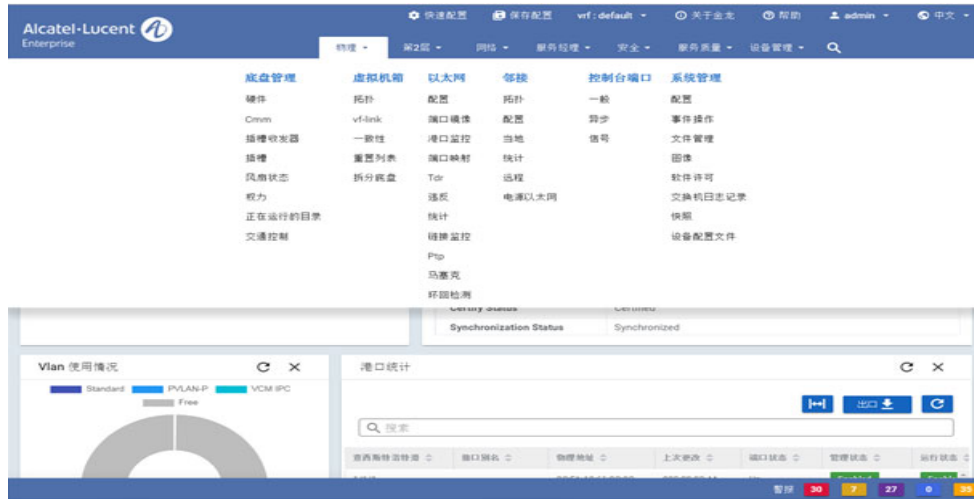 Alcatel·Lucent
Enterprise
快速配置 保存配置 vrf : default 关于金龙 帮助 admin 中文
物理 第2层 网络 服务经理 安全 服务质量 设备管理
底盘管理 虚拟机箱 以太网 邻接 控制台端口 系统管理
硬件 拓扑 配置 拓扑 一般 配置
Cmm vf-link 端口镜像 配置 异步 事件操作
插槽收发器 一致性 港口监控 当地 信号 文件管理
插槽 重置列表 端口映射 统计 图像
风扇状态 拆分底盘 Tdr 远程 软件许可
权力 违反 电源以太网 交换机日志记录
正在运行的目录 统计 快照
交通控制 链接监控 设备配置文件
Ptp
马塞克
环回检测
Certify Status Certified
Synchronization Status Synchronized
Vlan 使用情况 港口统计
Standard PVLAN-P VCM IPC
Free
出口
搜索
接口别名 物理地址 上次更改 端口状态 管理状态 运行状态
警报 30 7 27 0 33